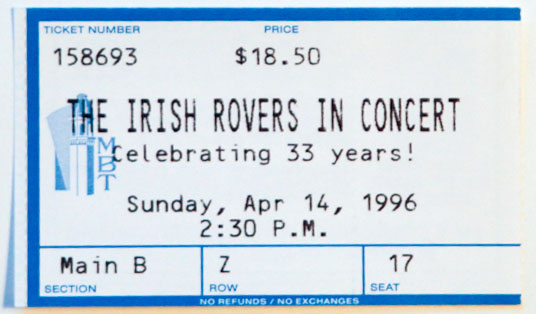 TICKET NUMBER PRICE
158693 $18.50
THE IRISH ROVERS IN CONCERT
MBT
Celebrating 33 years!
Sunday, Apr 14, 1996
2:30 P.M.
Main B Z 17
SECTION ROW SEAT
NO REFUNDS / NO EXCHANGES